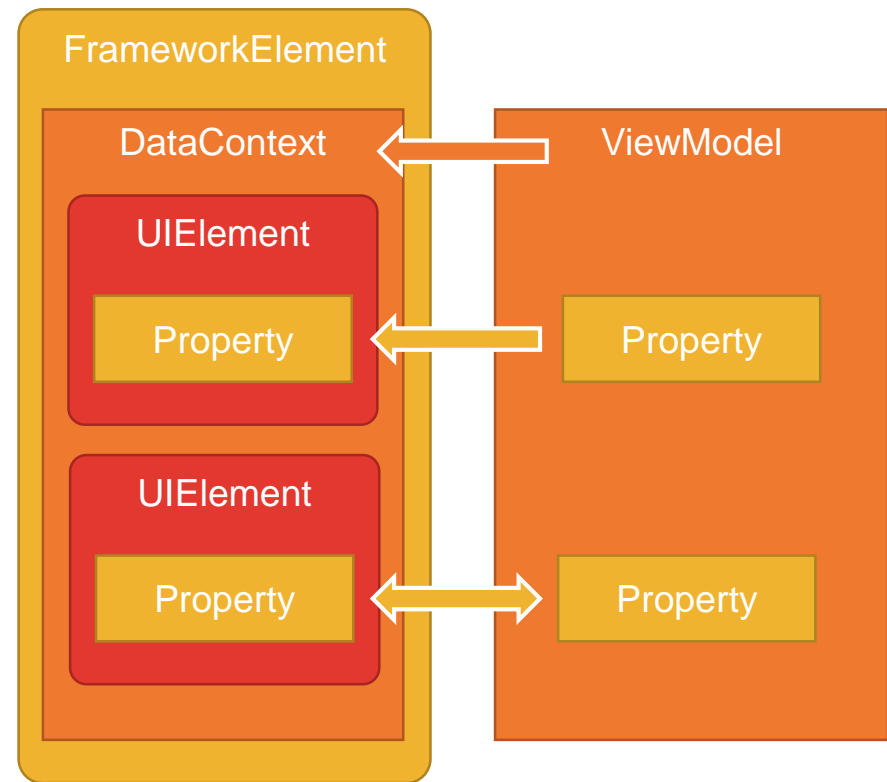 FrameworkElement
DataContext
ViewModel
UIElement
Property
Property
UIElement
Property
Property